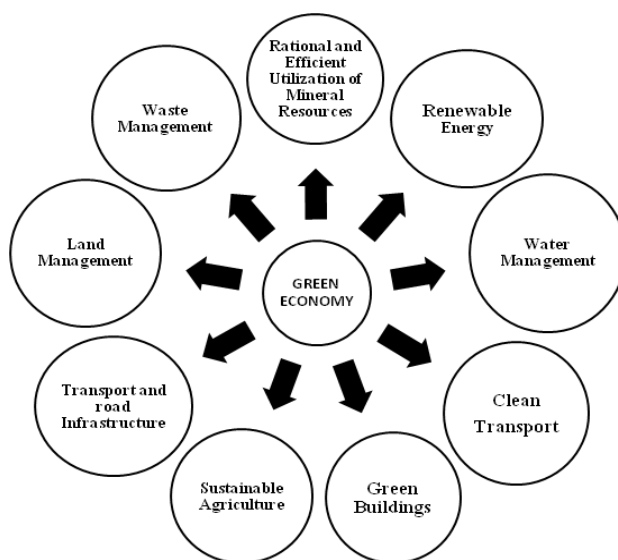 Rational and
Efficient
Utilization of
Mineral
Resources
Renewable
Energy
Water
Management
Clean
Transport
Green
Buildings
Sustainable
Agriculture
Transport and
road
Infrastructure
Land
Management
Waste
Management
GREEN
ECONOMY